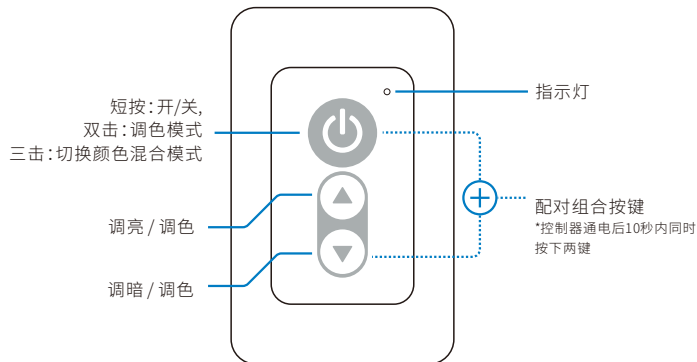 指示灯
短按:开/关,
双击:调色模式
三击:切换颜色混合模式
配对组合按键
*控制器通电后10秒内同时
按下两键
调亮 / 调色
调暗 / 调色